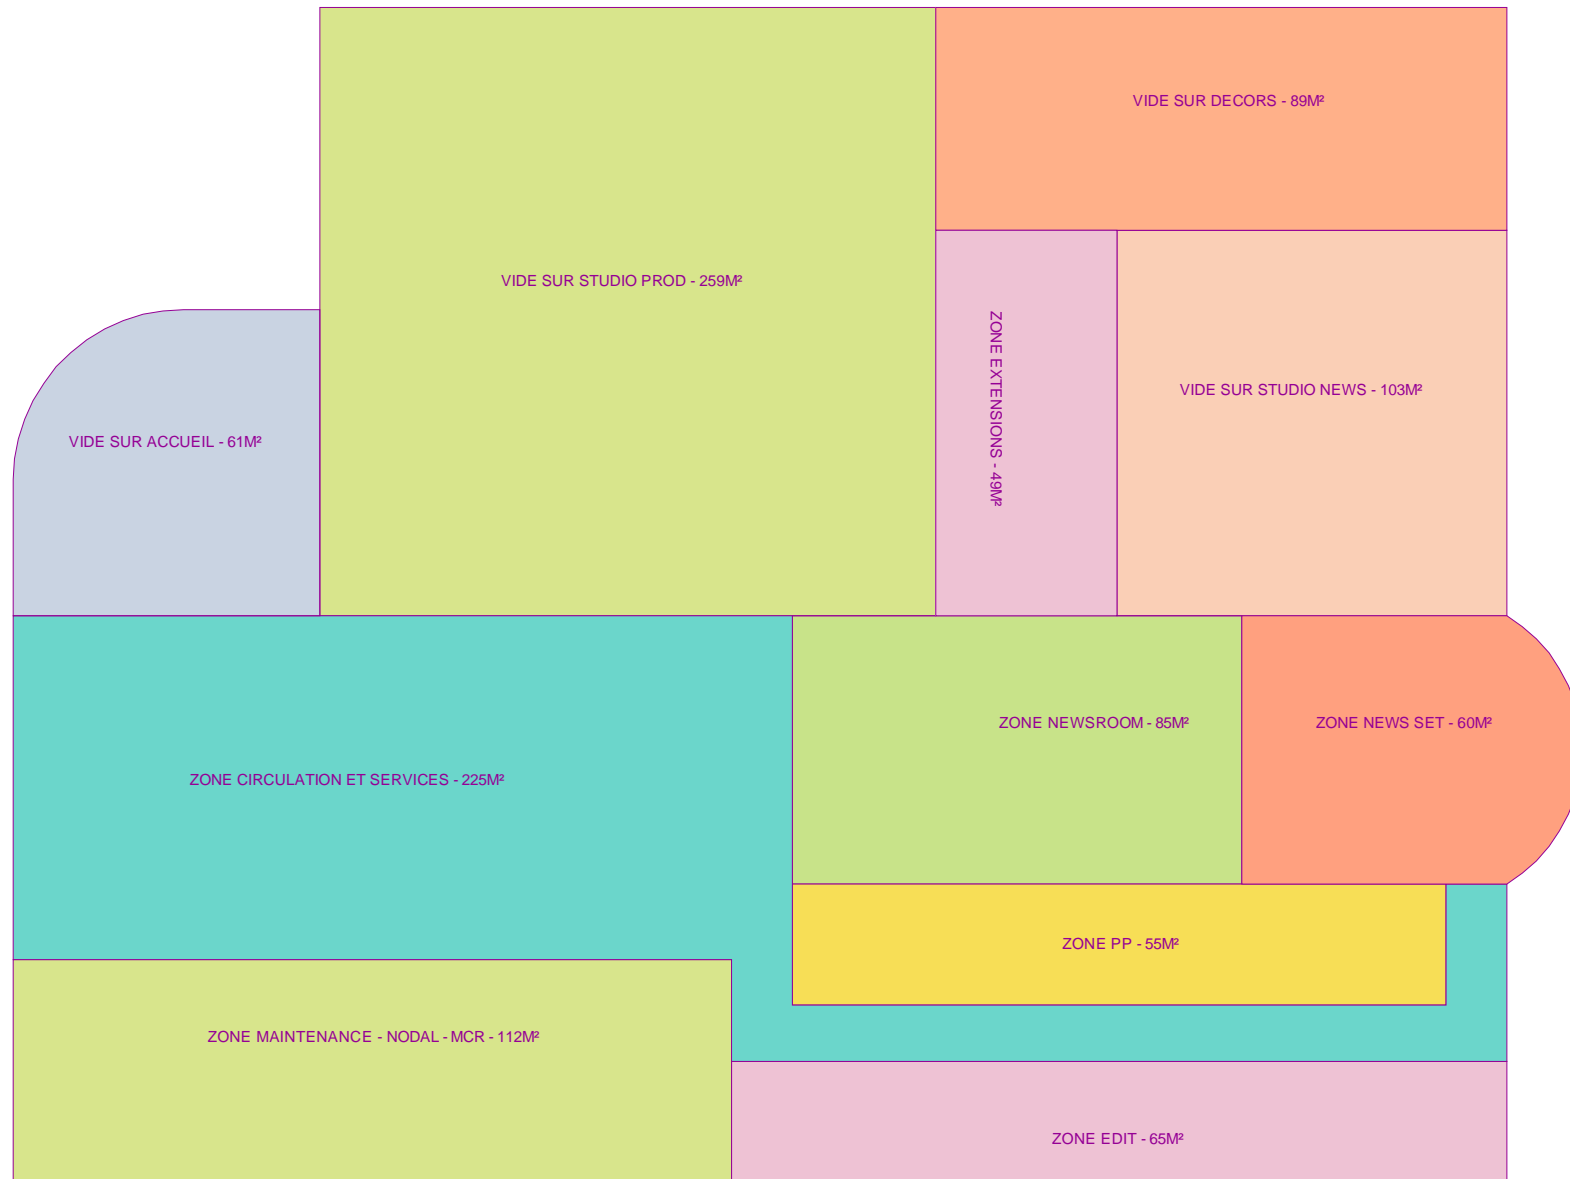 VIDE SUR DECORS - 89M²
VIDE SUR STUDIO PROD - 259M²
ZONE EXTENSIONS - 49M²
VIDE SUR STUDIO NEWS - 103M²
VIDE SUR ACCUEIL - 61M²
ZONE NEWSROOM - 85M²
ZONE NEWS SET - 60M²
ZONE CIRCULATION ET SERVICES - 225M²
ZONE PP - 55M²
ZONE MAINTENANCE - NODAL - MCR - 112M²
ZONE EDIT - 65M²